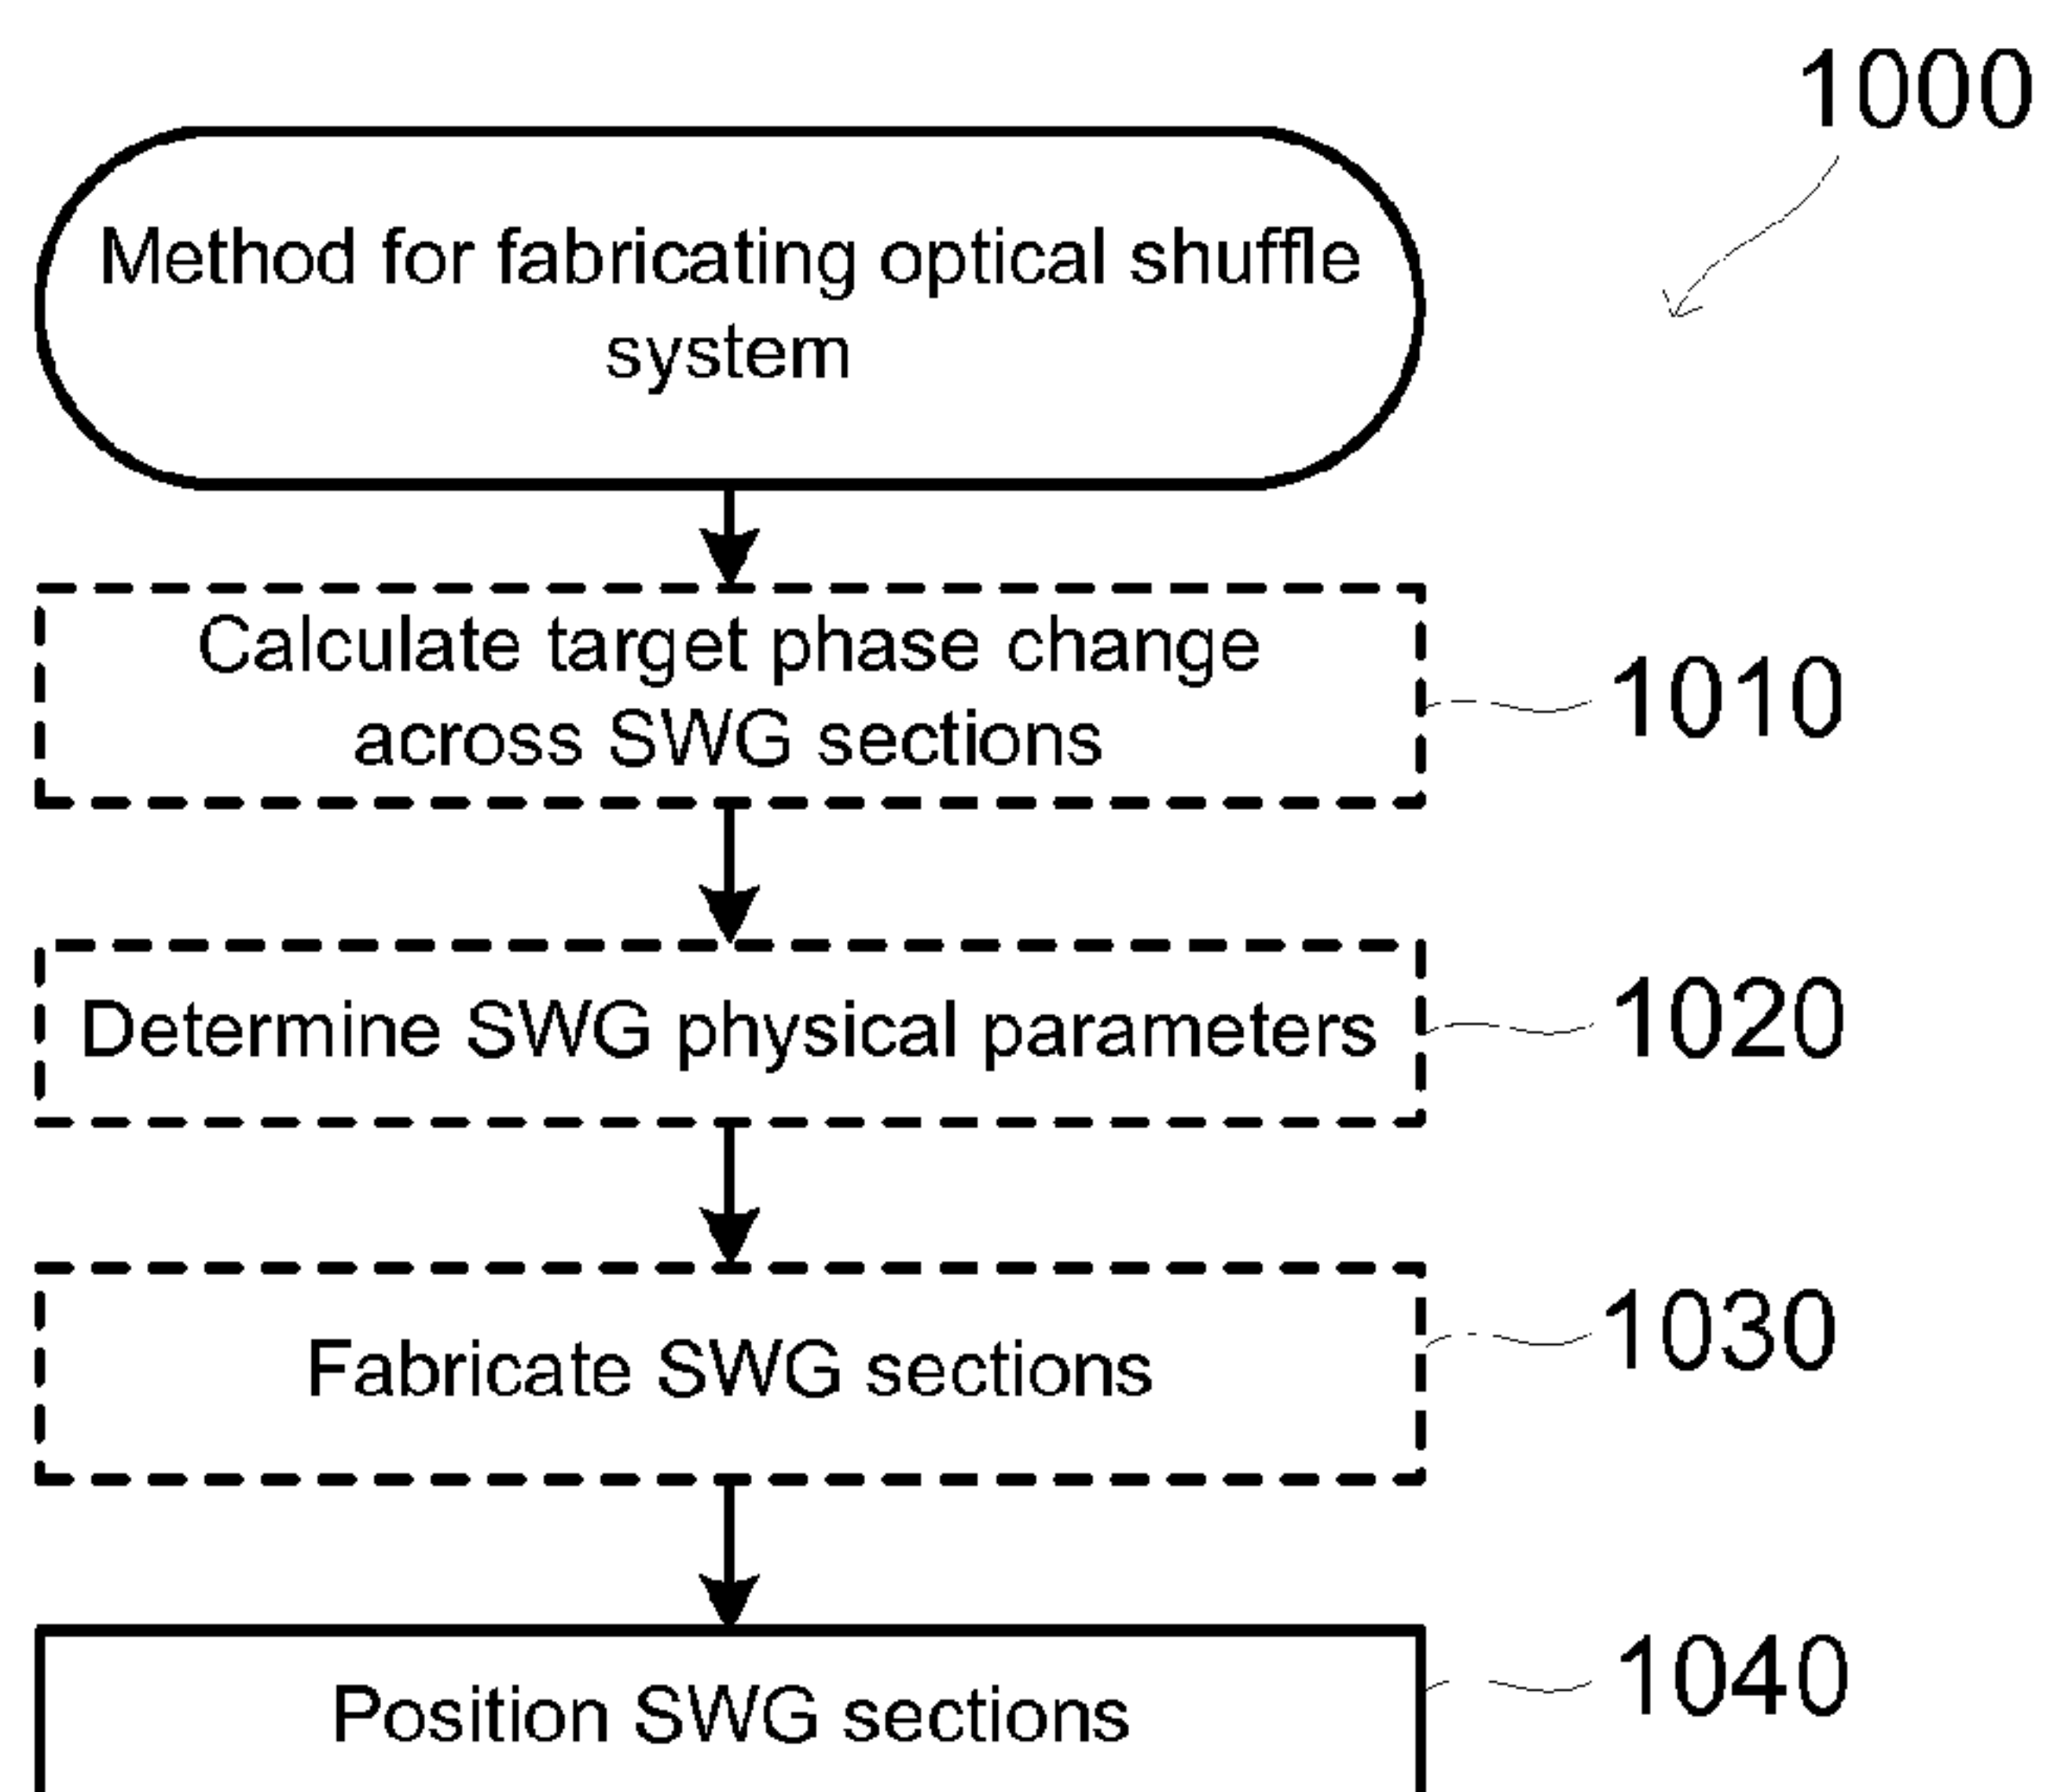 1000
Method for fabricating optical shuffle
system
Calculate target phase change
across SWG sections
1010
Determine SWG physical parameters
1020
Fabricate SWG sections
1030
Position SWG sections
1040